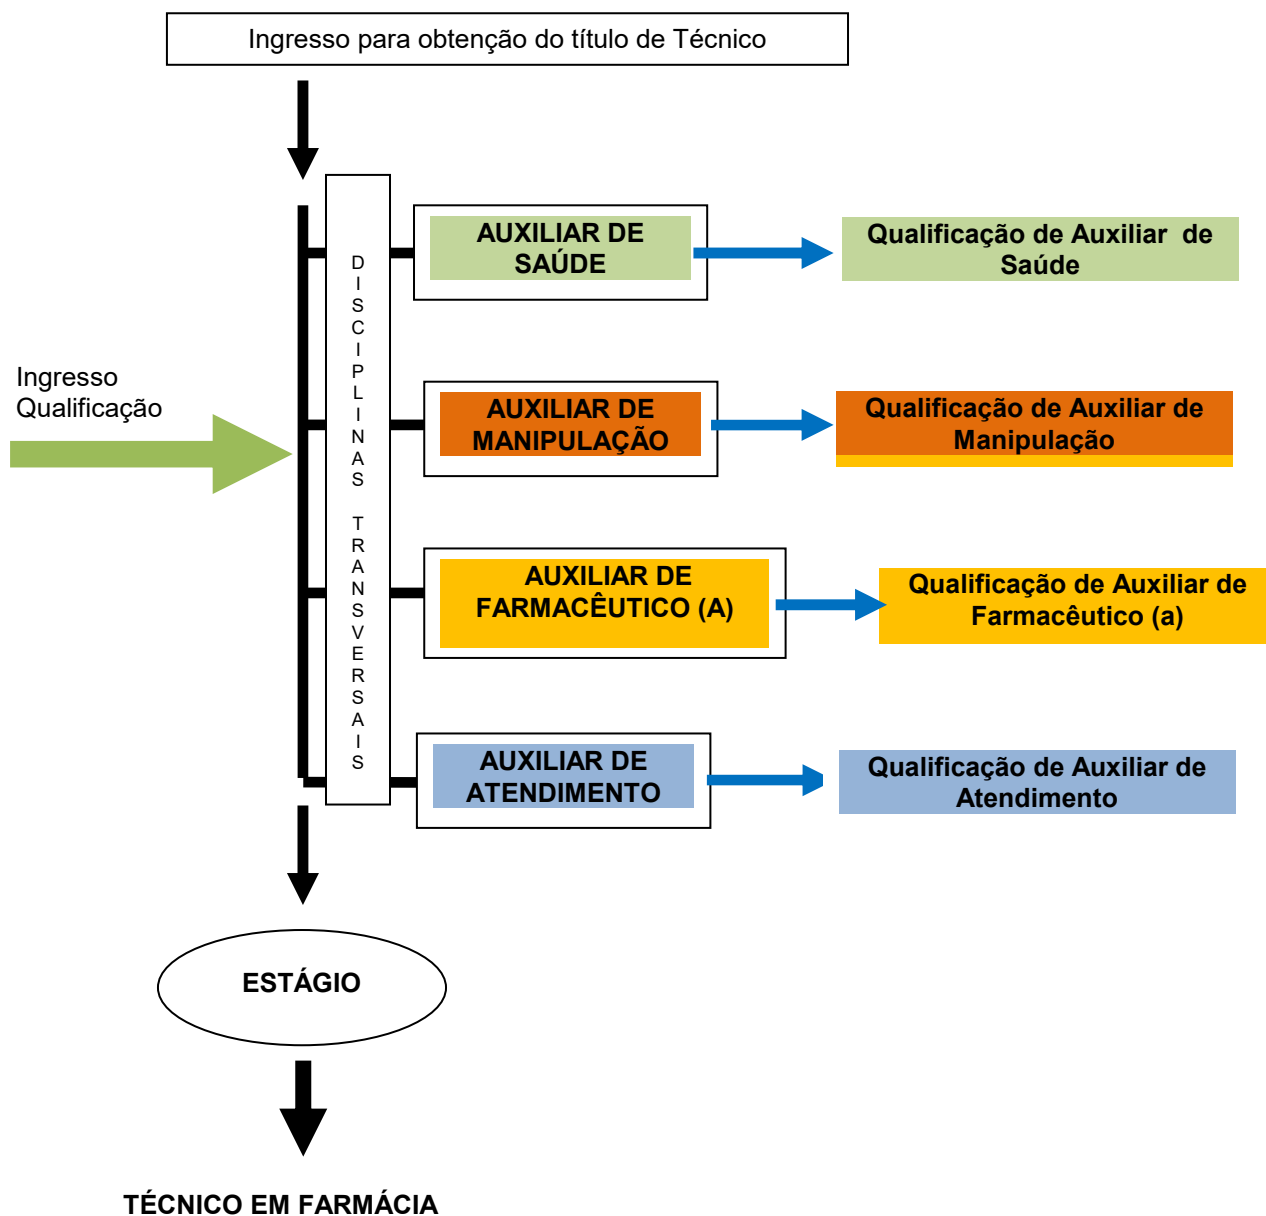 Ingresso para obtenção do título de Técnico
DISCIPLINAS TRANSVERSAIS
AUXILIAR DE
SAÚDE
Qualificação de Auxiliar de
Saúde
Ingresso
Qualificação
AUXILIAR DE
MANIPULAÇÃO
Qualificação de Auxiliar de
Manipulação
AUXILIAR DE
FARMACÊUTICO (A)
Qualificação de Auxiliar de
Farmacêutico (a)
AUXILIAR DE
ATENDIMENTO
Qualificação de Auxiliar de
Atendimento
ESTÁGIO
TÉCNICO EM FARMÁCIA